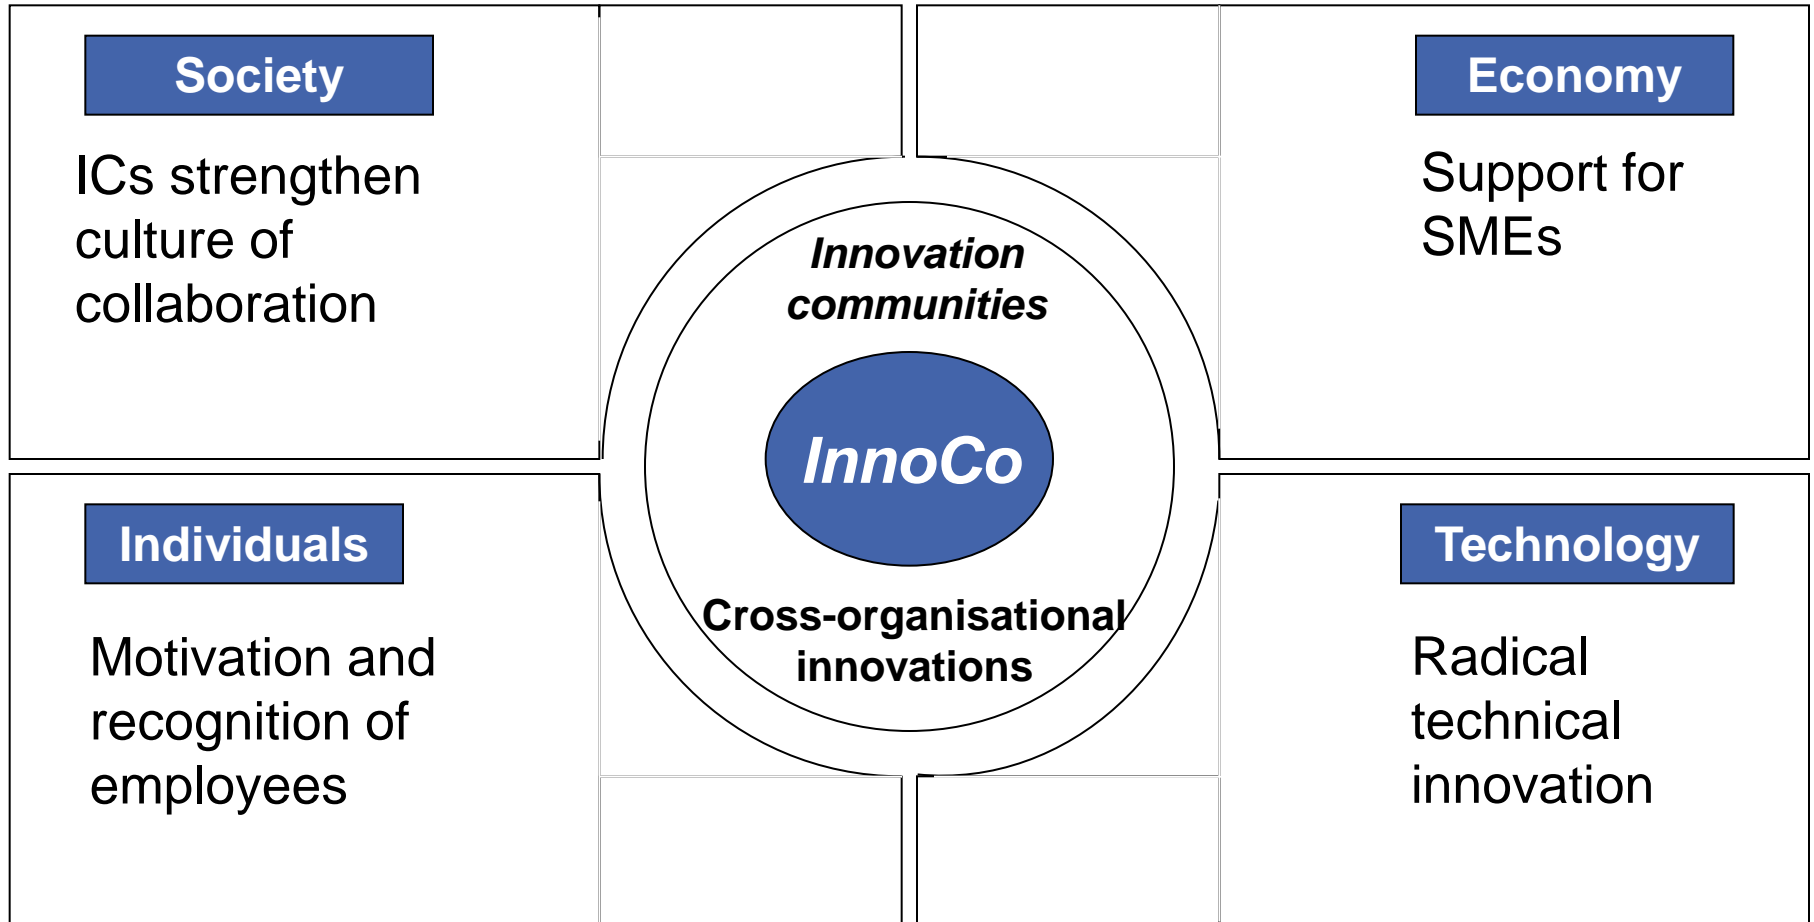 Society
ICs strengthen
culture of
collaboration
Economy
Support for
SMEs
Innovation
communities
InnoCo
Cross-organisational
innovations
Individuals
Motivation and
recognition of
employees
Technology
Radical
technical
innovation